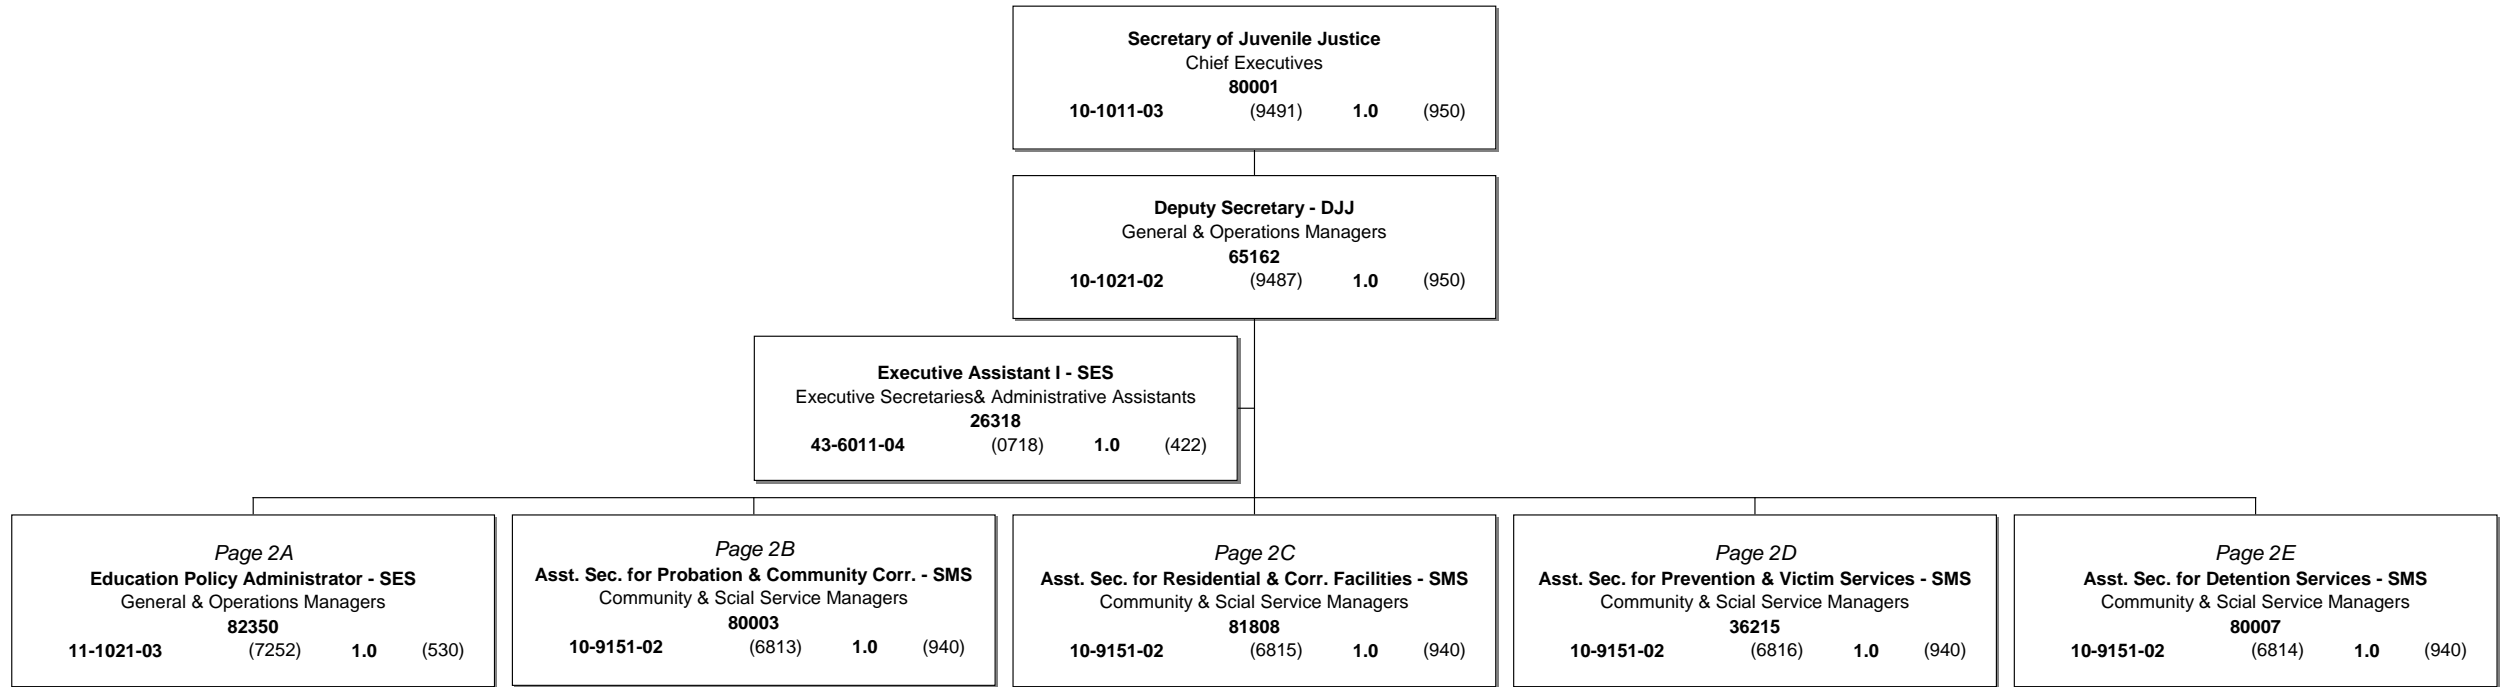 Secretary of Juvenile Justice
Chief Executives
80001
10-1011-03 (9491) 1.0 (950)
Deputy Secretary - DJJ
General & Operations Managers
65162
10-1021-02 (9487) 1.0 (950)
Executive Assistant I - SES
Executive Secretaries& Administrative Assistants
26318
43-6011-04 (0718) 1.0 (422)
Page 2A
Education Policy Administrator - SES
General & Operations Managers
82350
11-1021-03 (7252) 1.0 (530)
Page 2B
Asst. Sec. for Probation & Community Corr. - SMS
Community & Scial Service Managers
80003
10-9151-02 (6813) 1.0 (940)
Page 2C
Asst. Sec. for Residential & Corr. Facilities - SMS
Community & Scial Service Managers
81808
10-9151-02 (6815) 1.0 (940)
Page 2D
Asst. Sec. for Prevention & Victim Services - SMS
Community & Scial Service Managers
36215
10-9151-02 (6816) 1.0 (940)
Page 2E
Asst. Sec. for Detention Services - SMS
Community & Scial Service Managers
80007
10-9151-02 (6814) 1.0 (940)